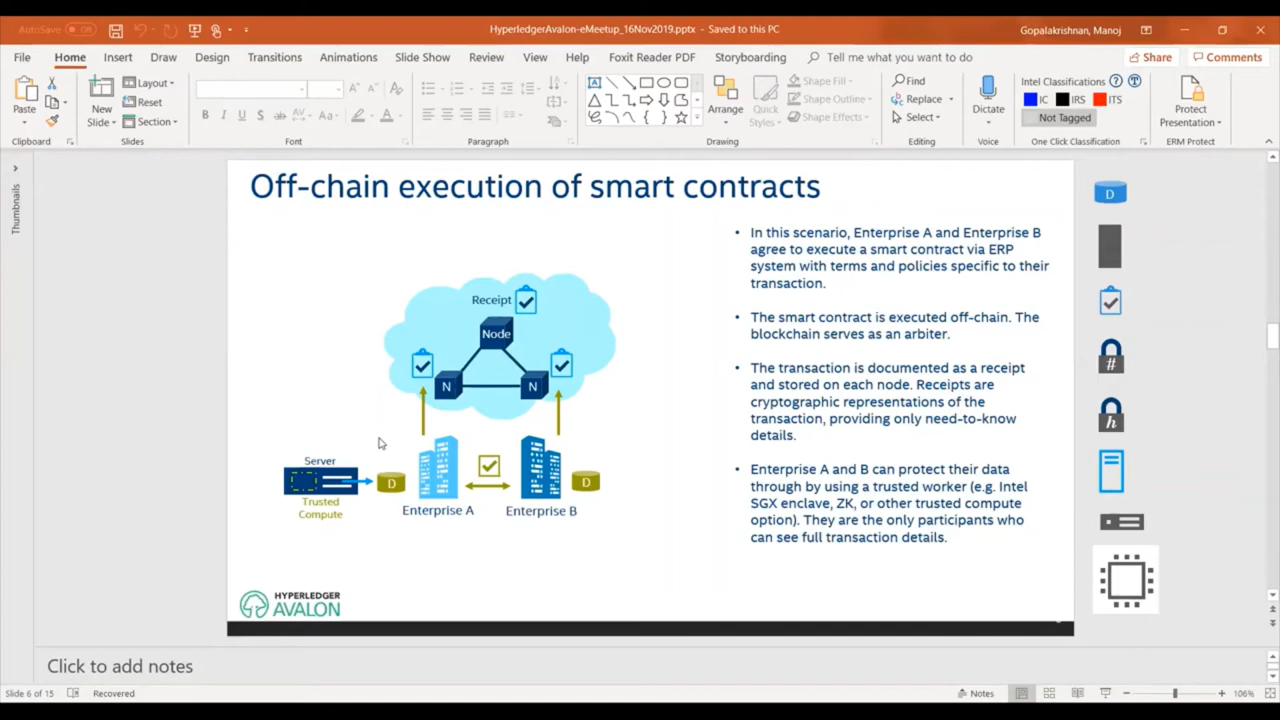 AutoSave Off
HyperledgerAvalon-eMeetup_16Nov2019.pptx - Saved to this PC
Gopalakrishnan, Manoj
File Home Insert Draw Design Transitions Animations Slide Show Review View Help Foxit Reader PDF Storyboarding Tell me what you want to do
Share Comments
Paste
New
Slide
Layout
Reset
Section
Arrange
Quick
Styles
Shape Fill
Shape Outline
Shape Effects
Find
Replace
Select
Dictate
Intel Classifications
IC IRS ITS
Not Tagged
Protect
Presentation
Clipboard Slides Font Paragraph Drawing Editing Voice One Click Classification ERM Protect
Thumbnails
Off-chain execution of smart contracts
Receipt
Node
N N
Server
D
D
Trusted
Compute
Enterprise A Enterprise B
• In this scenario, Enterprise A and Enterprise B
agree to execute a smart contract via ERP
system with terms and policies specific to their
transaction.
• The smart contract is executed off-chain. The
blockchain serves as an arbiter.
• The transaction is documented as a receipt
and stored on each node. Receipts are
cryptographic representations of the
transaction, providing only need-to-know
details.
• Enterprise A and B can protect their data
through by using a trusted worker (e.g. Intel
SGX enclave, ZK, or other trusted compute
option). They are the only participants who
can see full transaction details.
HYPERLEDGER
AVALON
D
#
h
Click to add notes
Slide 6 of 15 Recovered Notes 106%